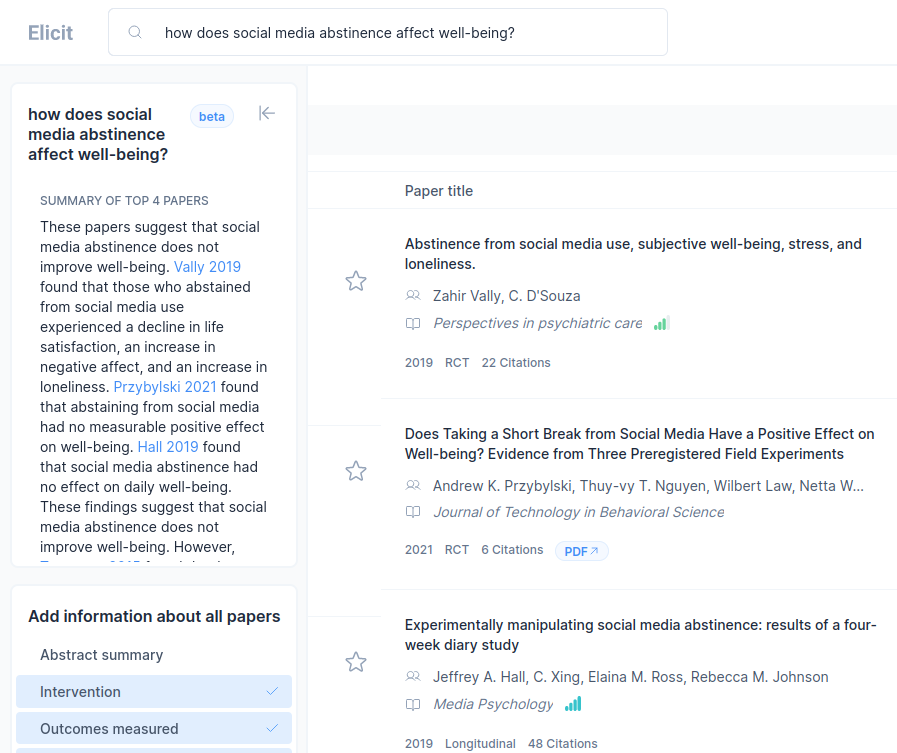 Elicit
how does social media abstinence affect well-being?
how does social
media abstinence
affect well-being?
beta
SUMMARY OF TOP 4 PAPERS
These papers suggest that social
media abstinence does not
improve well-being. Vally 2019
found that those who abstained
from social media use
experienced a decline in life
satisfaction, an increase in
negative affect, and an increase in
loneliness. Przybylski 2021 found
that abstaining from social media
had no measurable positive effect
on well-being. Hall 2019 found
that social media abstinence had
no effect on daily well-being.
These findings suggest that social
media abstinence does not
improve well-being. However,
Add information about all papers
Abstract summary
Intervention
Outcomes measured
Paper title
Abstinence from social media use, subjective well-being, stress, and
loneliness.
Zahir Vally, C. D'Souza
Perspectives in psychiatric care
2019 RCT 22 Citations
Does Taking a Short Break from Social Media Have a Positive Effect on
Well-being? Evidence from Three Preregistered Field Experiments
Andrew K. Przybylski, Thuy-vy T. Nguyen, Wilbert Law, Netta W...
Journal of Technology in Behavioral Science
2021 RCT 6 Citations PDF
Experimentally manipulating social media abstinence: results of a four-
week diary study
Jeffrey A. Hall, C. Xing, Elaina M. Ross, Rebecca M. Johnson
Media Psychology
2019 Longitudinal 48 Citations